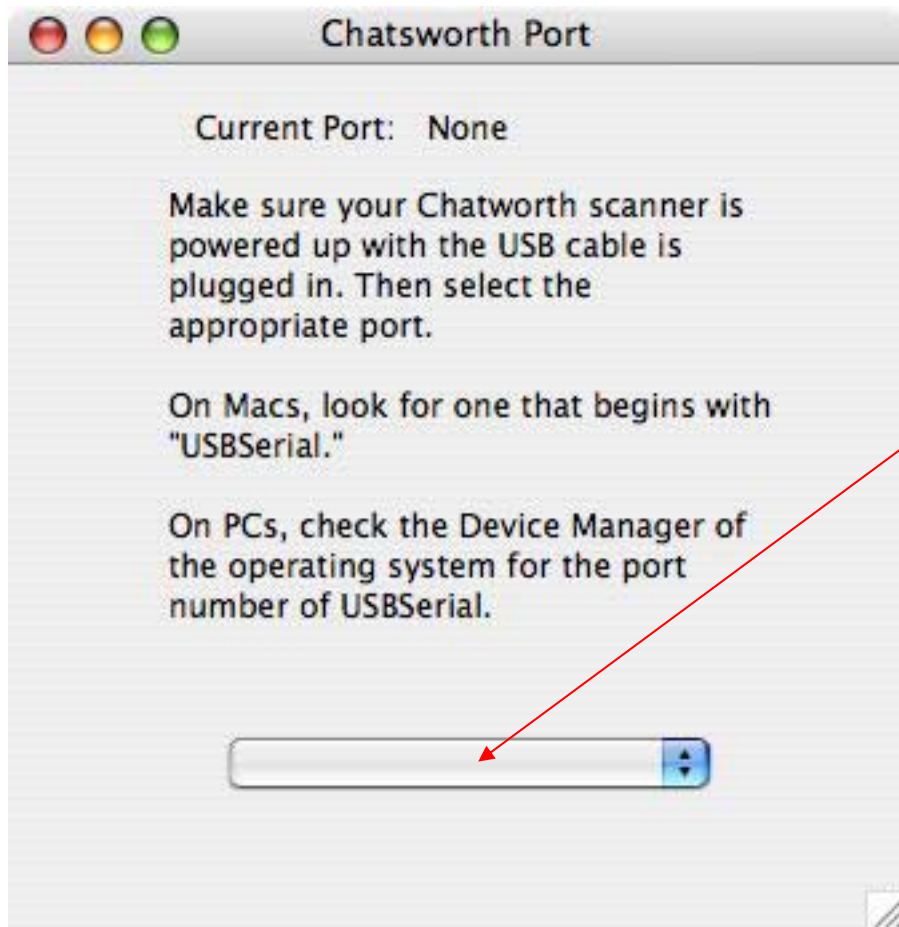 Chatsworth Port
Current Port: None
Make sure your Chatworth scanner is
powered up with the USB cable is
plugged in. Then select the
appropriate port.
On Macs, look for one that begins with
"USBSerial."
On PCs, check the Device Manager of
the operating system for the port
number of USBSerial.